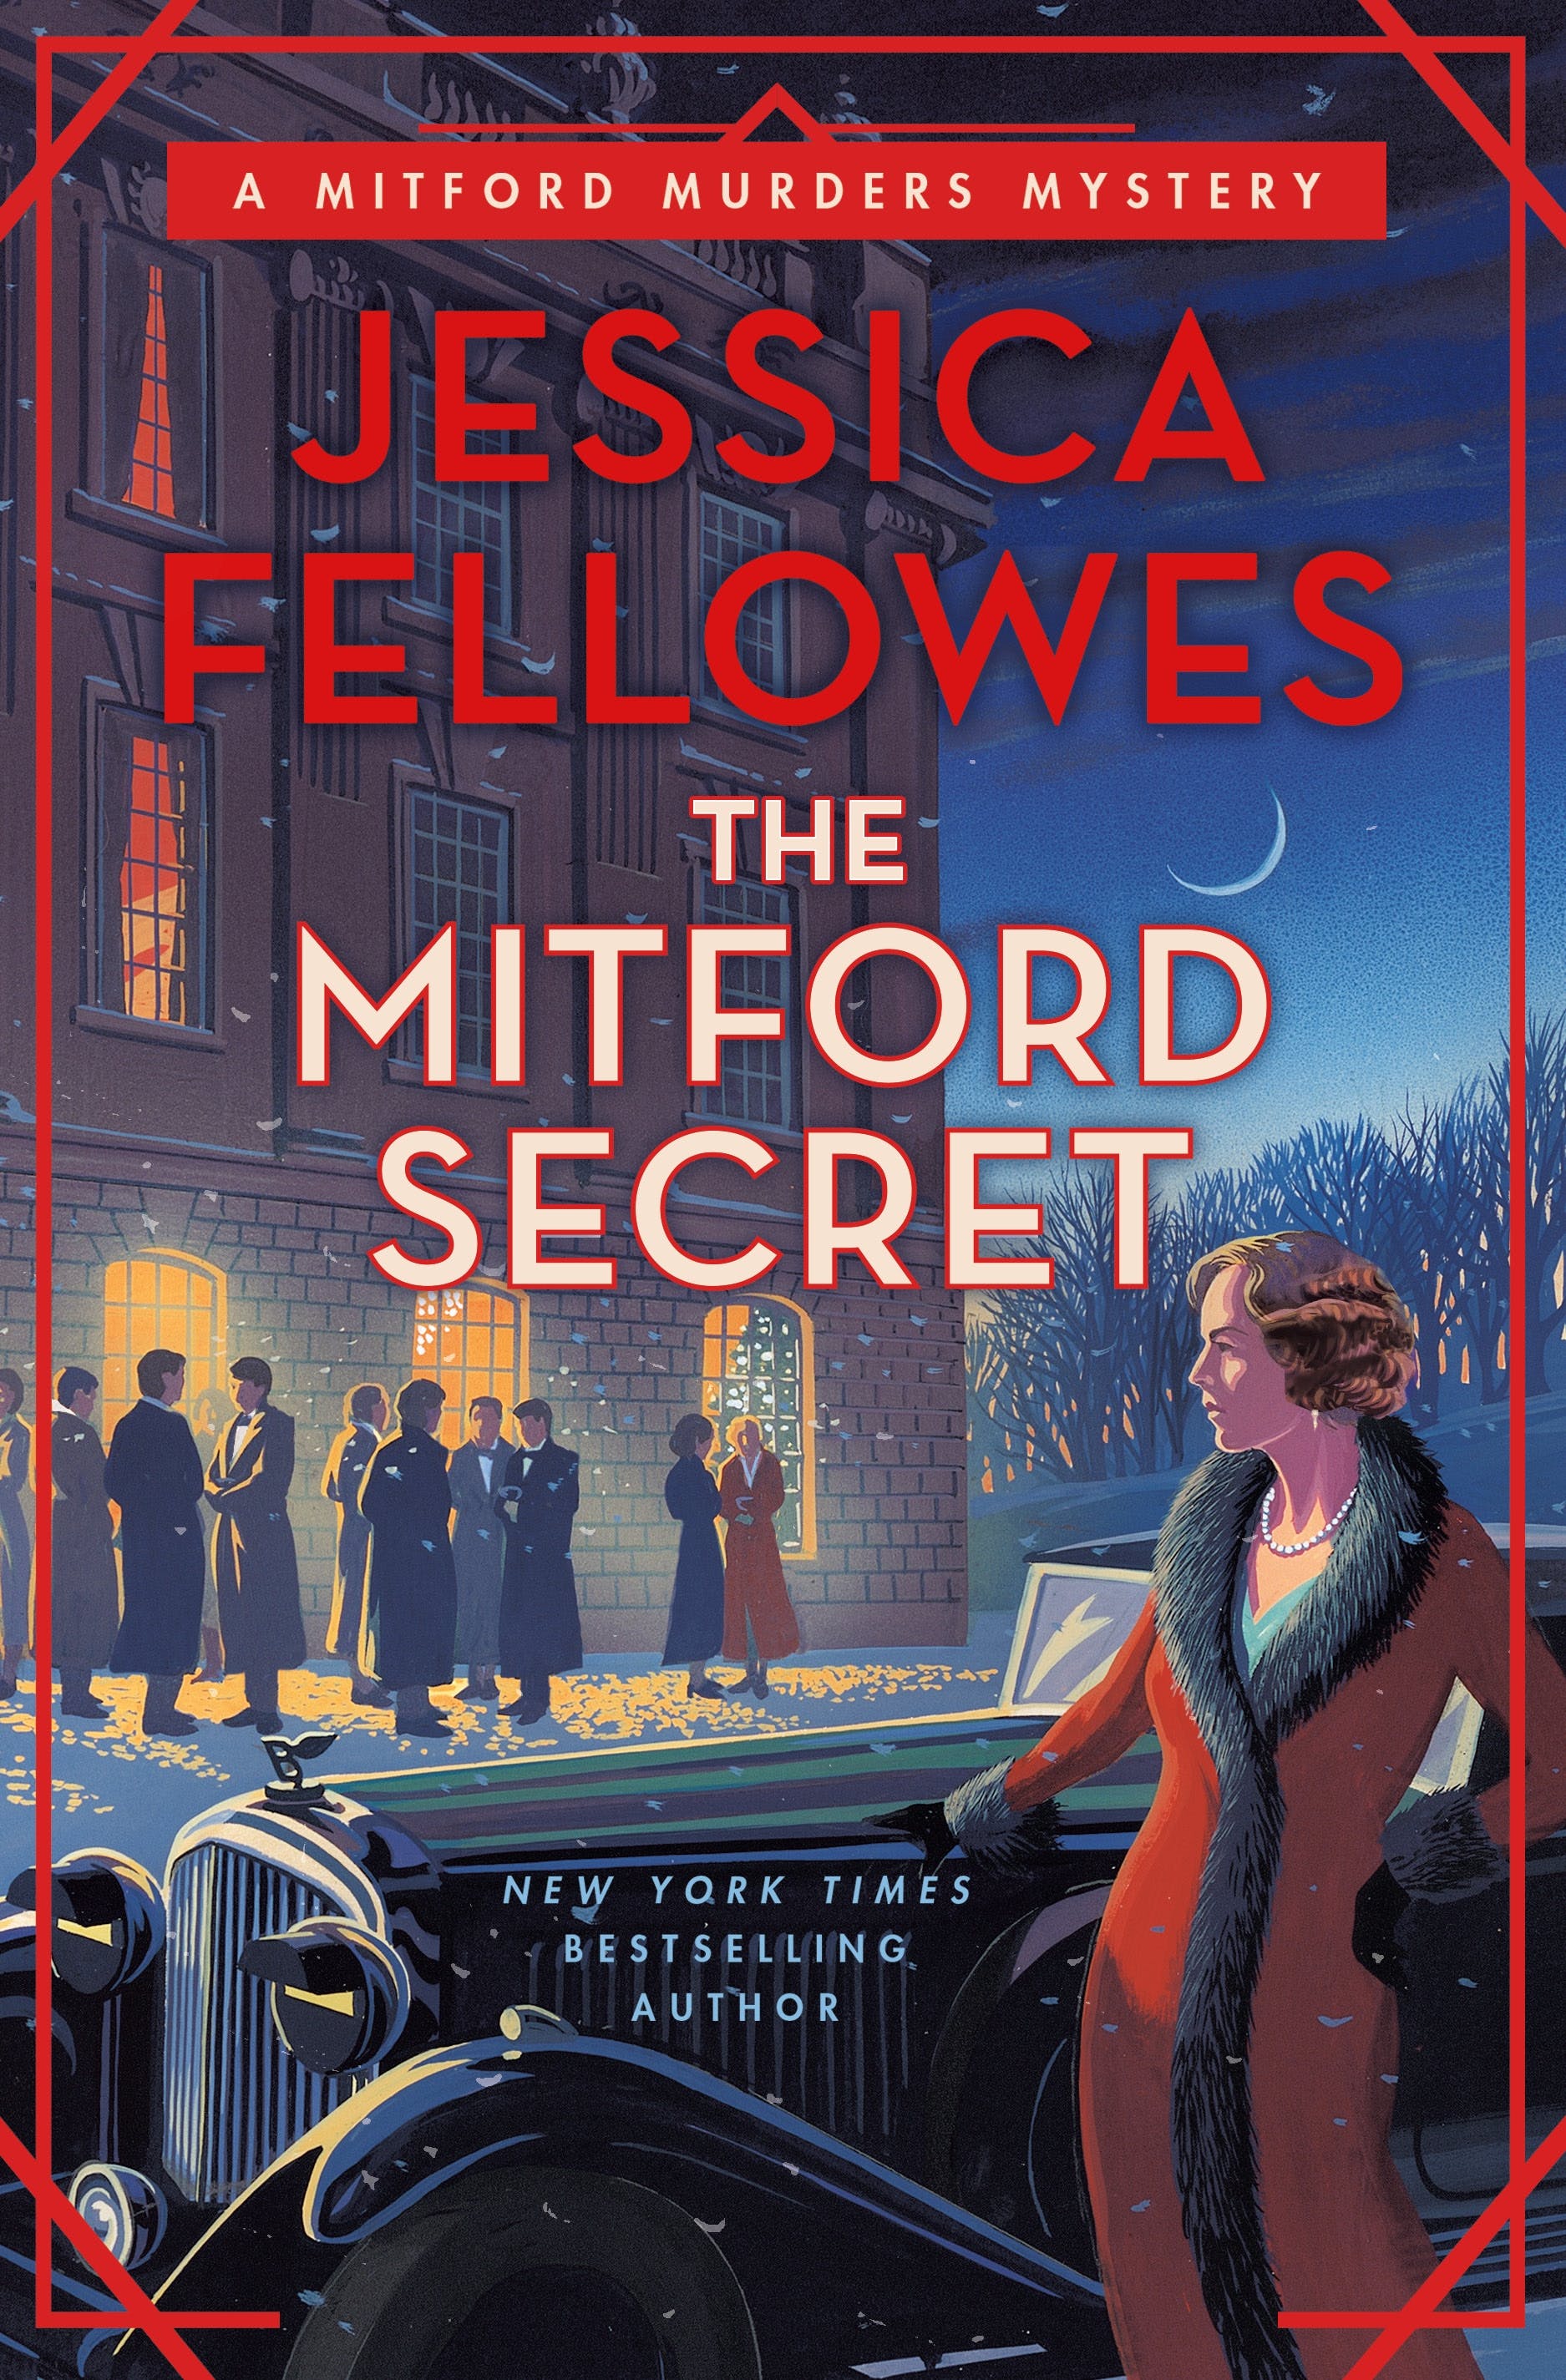 A MITFORD MURDERS MYSTERY
JESSICA
FELLOWES
THE
MITFORD
SECRET
NEW YORK TIMES
BESTSELLING
AUTHOR